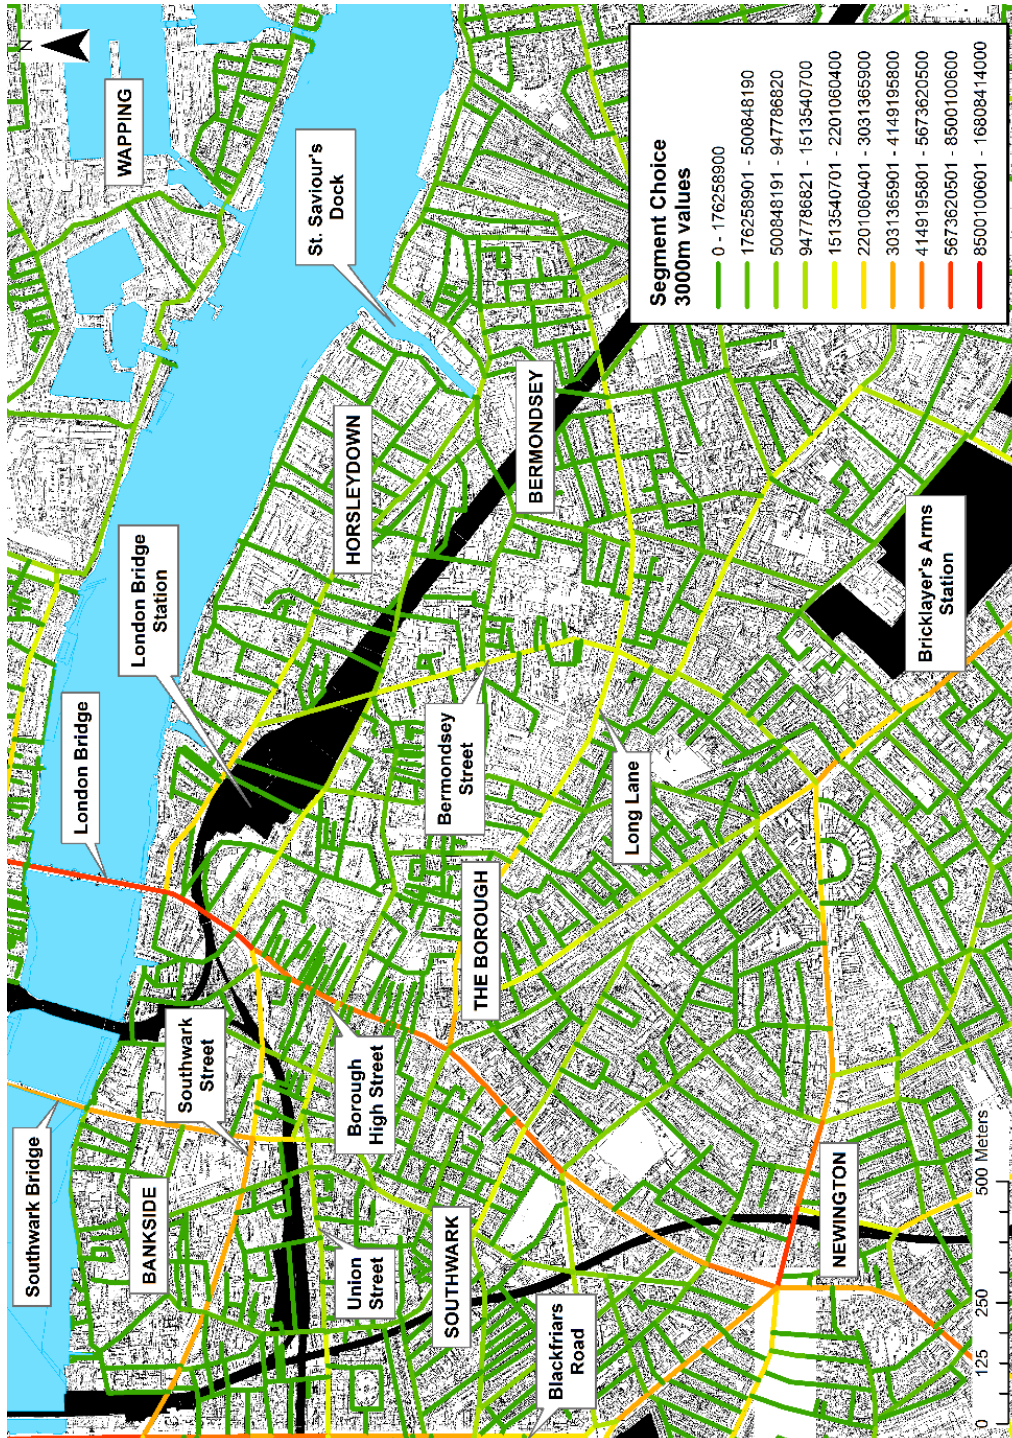 N
WAPPING
St. Saviour's
Dock
London Bridge
Station
London Bridge
Southwark Bridge
HORSLEYDOWN
BERMONDSEY
Southwark
Street
BANKSIDE
Borough
High Street
Union
Street
Bermondsey
Street
THE BOROUGH
Long Lane
SOUTHWARK
Blackfriars
Road
NEWINGTON
Bricklayer's Arms
Station
Segment Choice
3000m values
0 - 176258900
176258901 - 500848190
500848191 - 947786820
947786821 - 1513540700
1513540701 - 2201060400
2201060401 - 3031365900
3031365901 - 4149195800
4149195801 - 5673620500
5673620501 - 8500100600
8500100601 - 16808414000
0 125 250 500 Meters